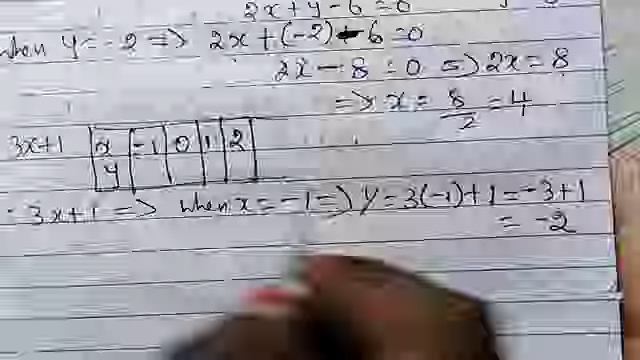 2x+y-6=0
when y=-2 => 2x+(-2)-6=0
2x-8=0 => 2x=8
=> x=8/2=4
3x+1 x -1 0 1 2
y
-3x+1 => when x=-1 => y=3(-1)+1=-3+1
=-2